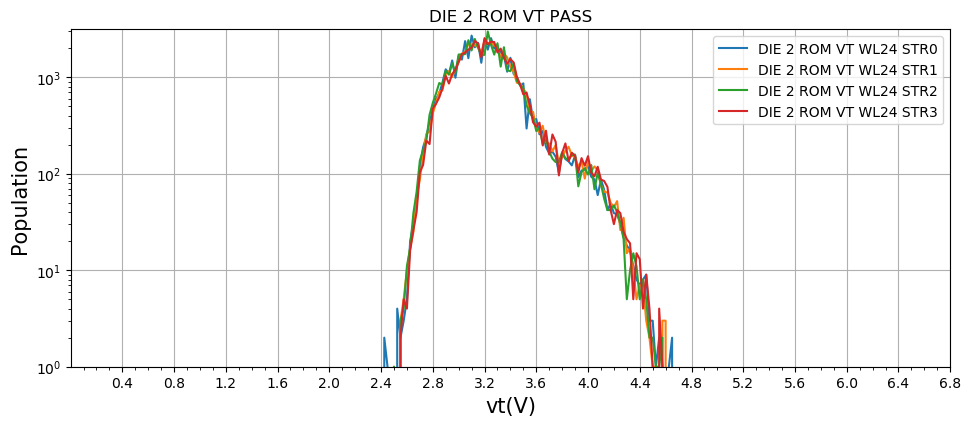 DIE 2 ROM VT PASS
DIE 2 ROM VT WL24 STR0
DIE 2 ROM VT WL24 STR1
DIE 2 ROM VT WL24 STR2
DIE 2 ROM VT WL24 STR3
Population
10³
10²
10¹
10⁰
0.4 0.8 1.2 1.6 2.0 2.4 2.8 3.2 3.6 4.0 4.4 4.8 5.2 5.6 6.0 6.4 6.8
vt(V)